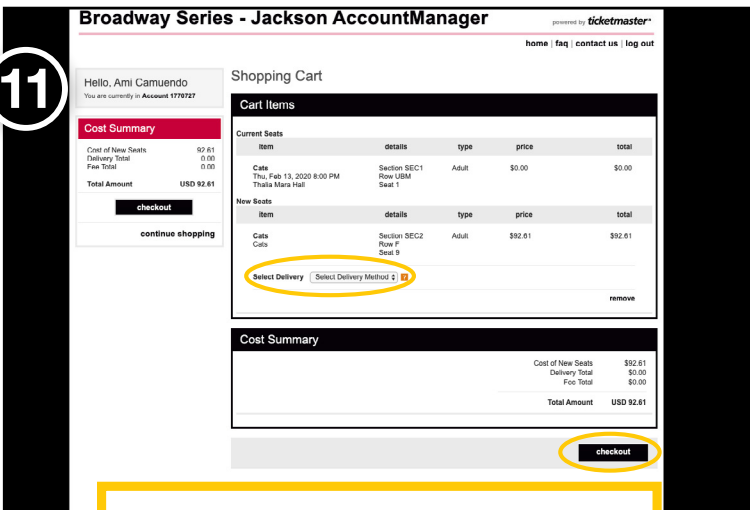 Broadway Series - Jackson AccountManager
powered by ticketmaster
home | faq | contact us | log out
11
Hello, Ami Camuendo
You are currently in Account 1770727
Cost Summary
Cost of New Seats 92.61
Delivery Total 0.00
Fee Total 0.00
Total Amount USD 92.61
checkout
continue shopping
Shopping Cart
Cart Items
Current Seats
item details type price total
Cats Section SEC1 Adult $0.00 $0.00
Thu, Feb 13, 2020 8:00 PM Row UBM
Thalia Mara Hall Seat 1
New Seats
item details type price total
Cats Section SEC2 Adult $92.61 $92.61
Cats Row F
Seat 9
Select Delivery Select Delivery Method ?
remove
Cost Summary
Cost of New Seats $92.61
Delivery Total $0.00
Fee Total $0.00
Total Amount USD 92.61
checkout